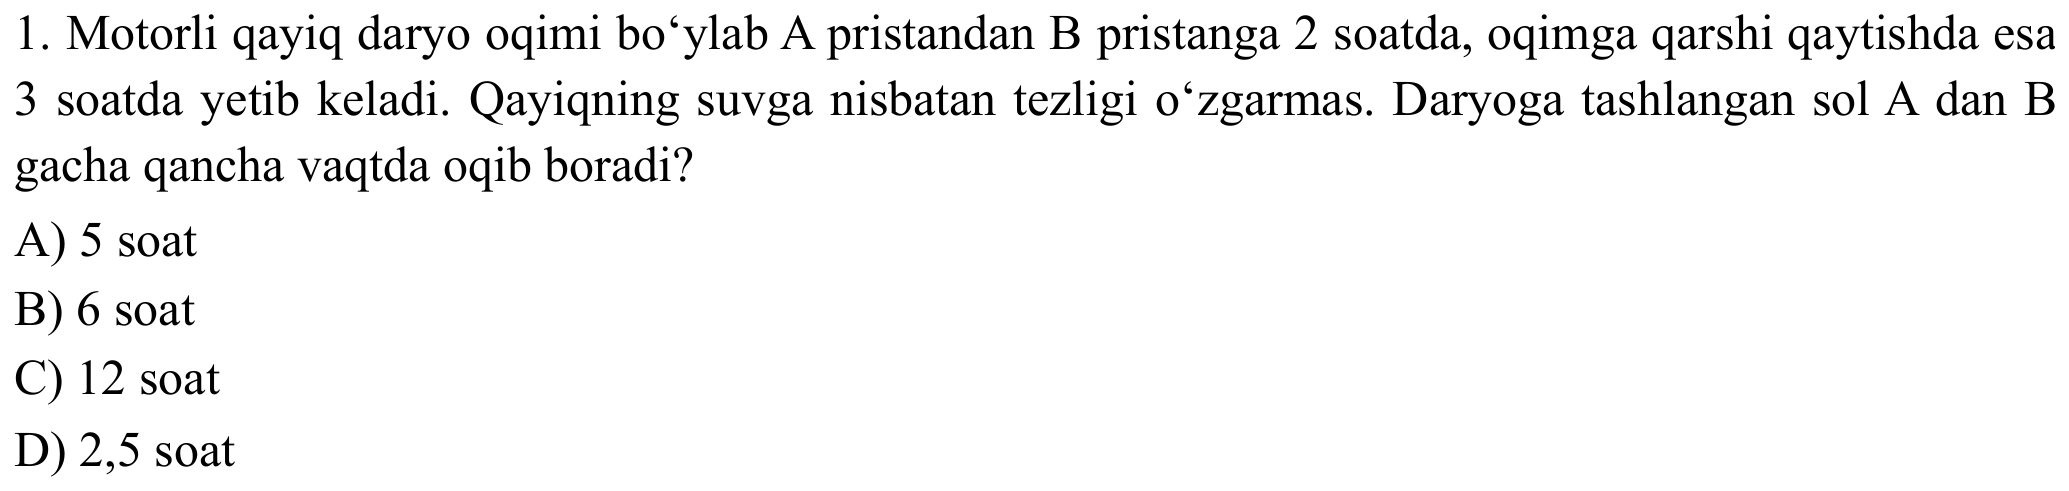 1. Motorli qayiq daryo oqimi bo‘ylab A pristandan B pristanga 2 soatda, oqimga qarshi qaytishda esa
3 soatda yetib keladi. Qayiqning suvga nisbatan tezligi o‘zgarmas. Daryoga tashlangan sol A dan B
gacha qancha vaqtda oqib boradi?
A) 5 soat
B) 6 soat
C) 12 soat
D) 2,5 soat